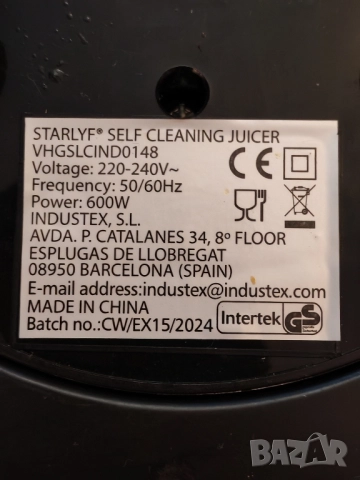 STARLYF® SELF CLEANING JUICER
VHGSLCIND0148
Voltage: 220-240V~
Frequency: 50/60Hz
Power: 600W
INDUSTEX, S.L.
AVDA. P. CATALANES 34, 8º FLOOR
ESPLUGAS DE LLOBREGAT
08950 BARCELONA (SPAIN)
E-mail address:industex@industex.com
MADE IN CHINA
Batch no.:CW/EX15/2024
CE
Intertek GS
BAZAR